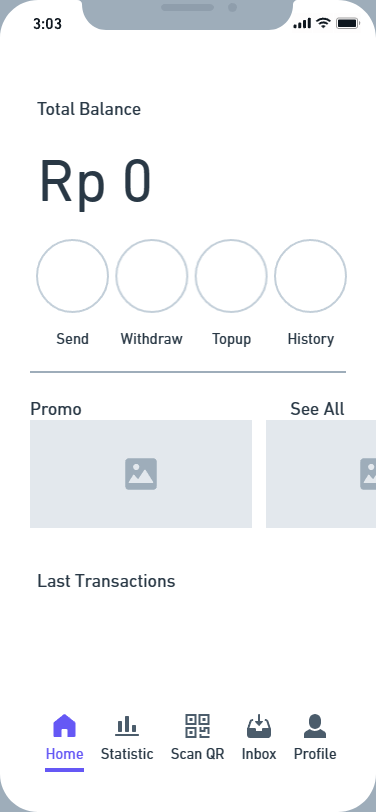 3:03
Total Balance
Rp 0
Send Withdraw Topup History
Promo See All
Last Transactions
Home Statistic Scan QR Inbox Profile